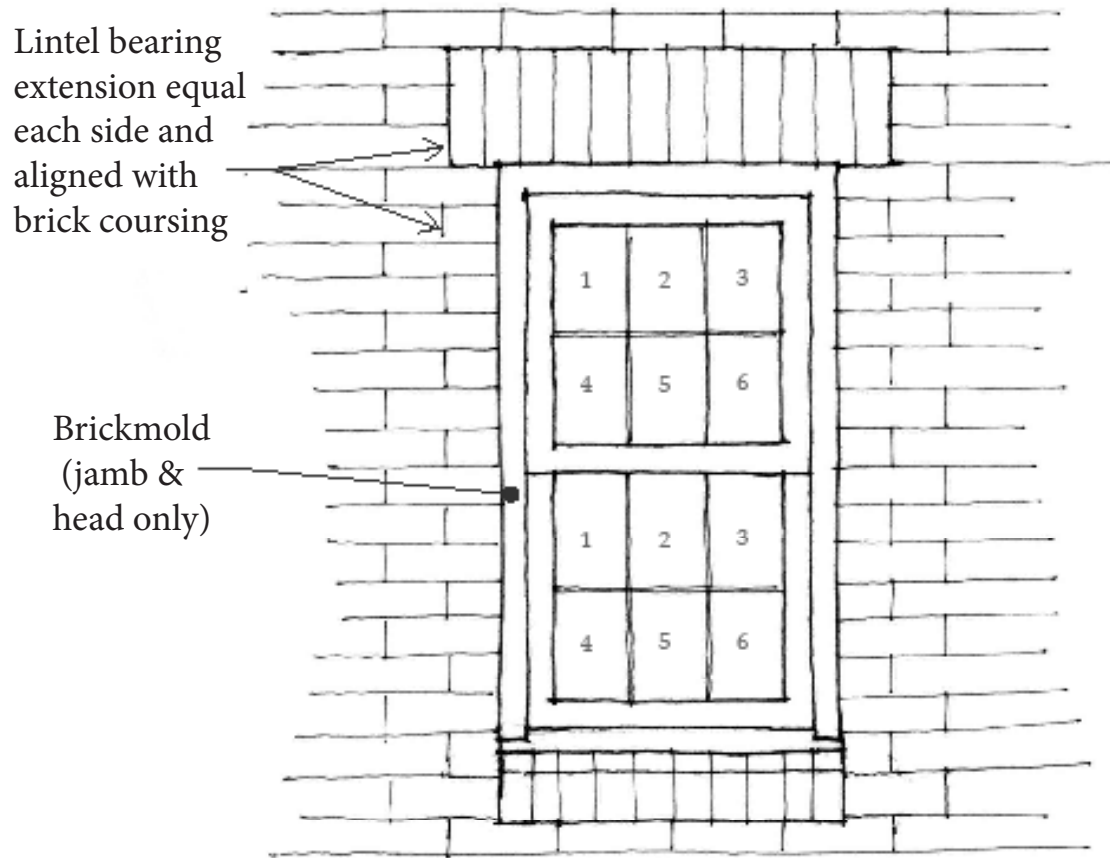 Lintel bearing
extension equal
each side and
aligned with
brick coursing
1 2 3
4 5 6
Brickmold
(jamb &
head only)
1 2 3
4 5 6